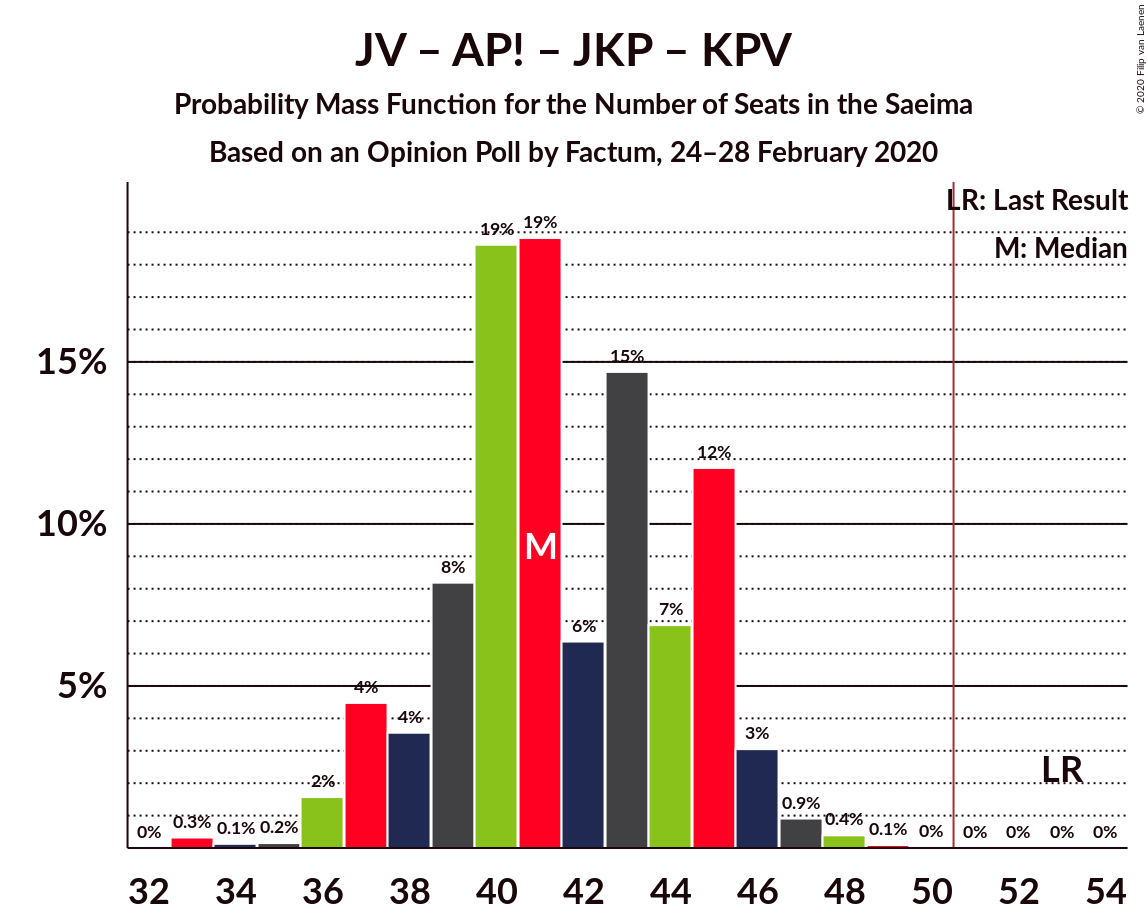 JV – AP! – JKP – KPV
Probability Mass Function for the Number of Seats in the Saeima
Based on an Opinion Poll by Factum, 24–28 February 2020
© 2020 Filip van Laenen
LR: Last Result
M: Median
15%
10%
5%
0%
0.3%
0.1%
0.2%
2%
4%
4%
8%
19%
19%
6%
15%
7%
12%
3%
0.9%
0.4%
0.1%
0%
0%
0%
0%
0%
M
LR
32 34 36 38 40 42 44 46 48 50 52 54